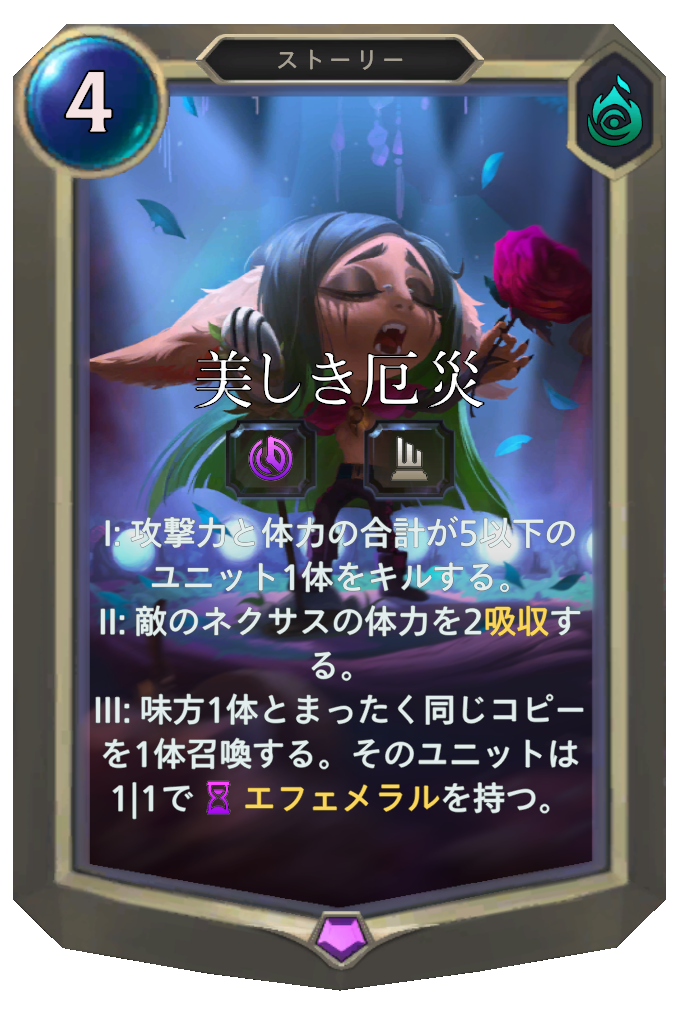 4
ストーリー
美しき厄災
I: 攻撃力と体力の合計が5以下の
ユニット1体をキルする。
II: 敵のネクサスの体力を2吸収す
る。
III: 味方1体とまったく同じコピー
を1体召喚する。そのユニットは
1|1で エフェメラルを持つ。